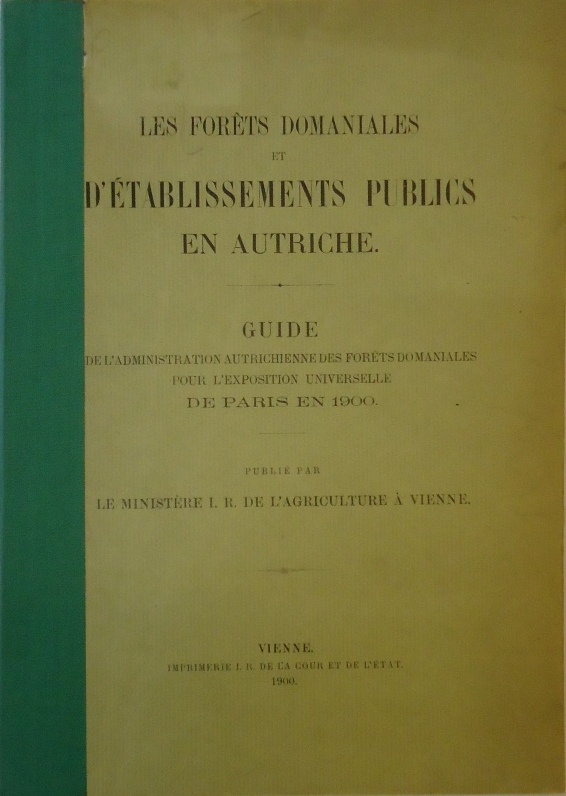 LES FORÊTS DOMANIALES
ET
D'ÉTABLISSEMENTS PUBLICS
EN AUTRICHE.
GUIDE
DE L'ADMINISTRATION AUTRICHIENNE DES FORÊTS DOMANIALES
POUR L'EXPOSITION UNIVERSELLE
DE PARIS EN 1900.
PUBLIÉ PAR
LE MINISTÈRE I. R. DE L'AGRICULTURE À VIENNE.
VIENNE.
IMPRIMERIE I. R. DE LA COUR ET DE L'ÉTAT.
1900.